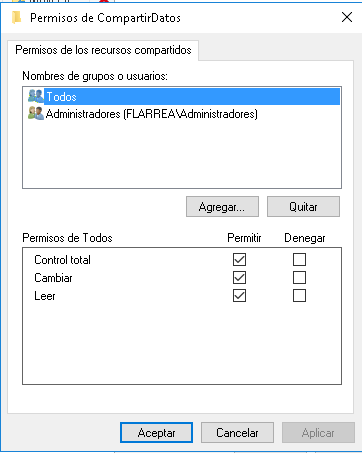 Permisos de CompartirDatos
Permisos de los recursos compartidos
Nombres de grupos o usuarios:
Todos
Administradores (FLARREA\Administradores)
Agregar... Quitar
Permisos de Todos Permitir Denegar
Control total
Cambiar
Leer
Aceptar Cancelar Aplicar